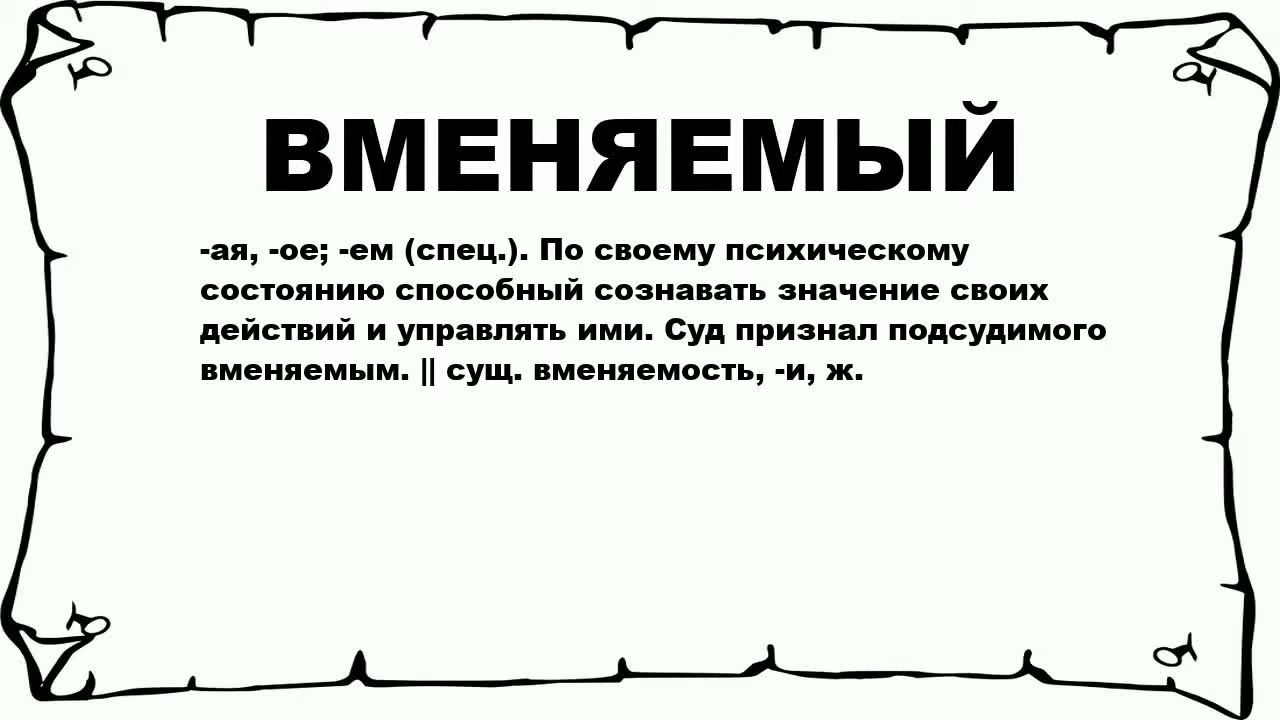 ВМЕНЯЕМЫЙ
-ая, -ое; -ем (спец.). По своему психическому
состоянию способный сознавать значение своих
действий и управлять ими. Суд признал подсудимого
вменяемым. || сущ. вменяемость, -и, ж.